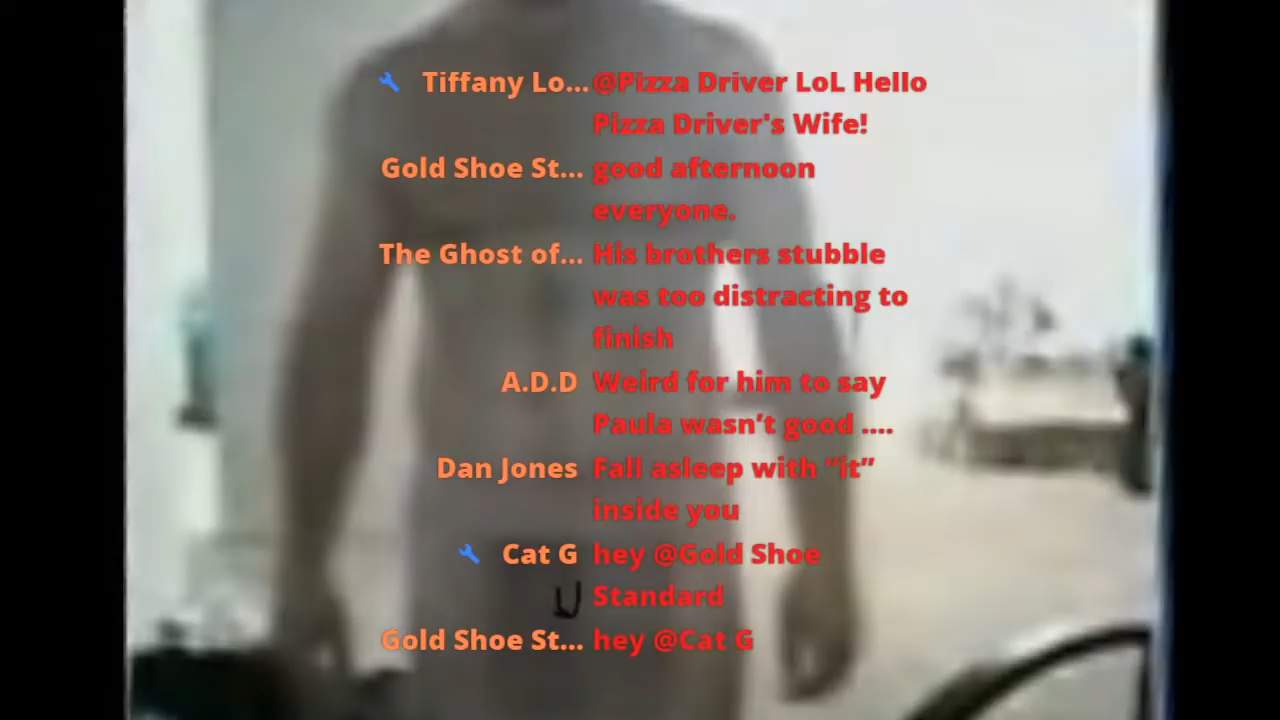 Tiffany Lo... @Pizza Driver LoL Hello
Pizza Driver's Wife!
Gold Shoe St... good afternoon
everyone.
The Ghost of... His brothers stubble
was too distracting to
finish
A.D.D Weird for him to say
Paula wasn’t good ....
Dan Jones Fall asleep with “it”
inside you
Cat G hey @Gold Shoe
Standard
Gold Shoe St... hey @Cat G